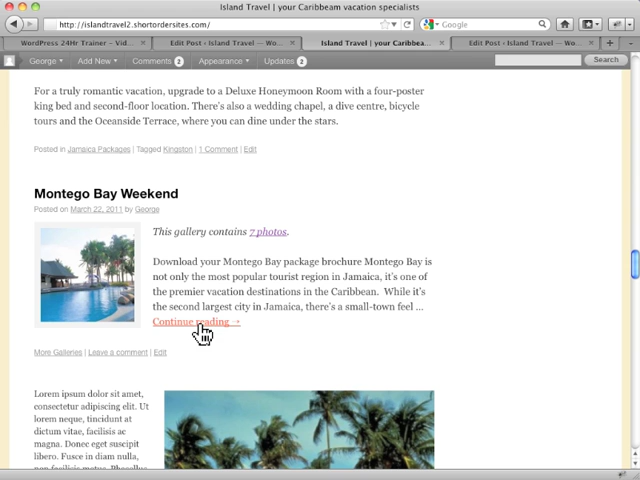 Island Travel | your Caribbeam vacation specialists
http://islandtravel2.shortordersites.com/
Google
WordPress 24Hr Trainer – Vid...
Edit Post ‹ Island Travel — Wo...
Island Travel | your Caribbea...
Edit Post ‹ Island Travel — Wo...
George
Add New
Comments 2
Appearance
Updates 2
Search
For a truly romantic vacation, upgrade to a Deluxe Honeymoon Room with a four-poster
king bed and second-floor location. There's also a wedding chapel, a dive centre, bicycle
tours and the Oceanside Terrace, where you can dine under the stars.
Posted in Jamaica Packages | Tagged Kingston | 1 Comment | Edit
Montego Bay Weekend
Posted on March 22, 2011 by George
This gallery contains 7 photos.
Download your Montego Bay package brochure Montego Bay is
not only the most popular tourist region in Jamaica, it's one of
the premier vacation destinations in the Caribbean. While it's
the second largest city in Jamaica, there's a small-town feel ...
Continue reading →
More Galleries | Leave a comment | Edit
Lorem ipsum dolor sit amet,
consectetur adipiscing elit. Ut
lorem neque, tincidunt at
dictum vitae, facilisis ac
magna. Donec eget suscipit
libero. Fusce in diam nulla,
non facilisis metus. Phasellus